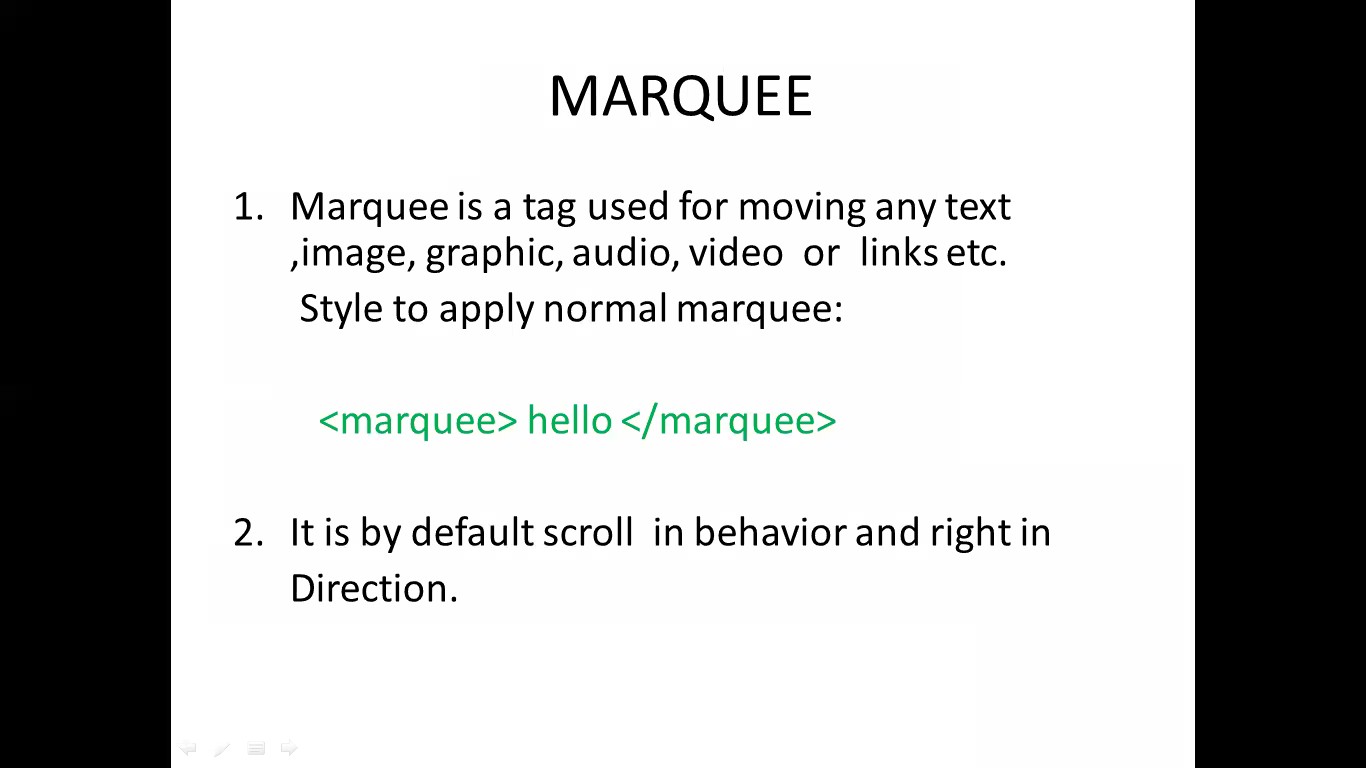 MARQUEE
1. Marquee is a tag used for moving any text
,image, graphic, audio, video or links etc.
Style to apply normal marquee:
<marquee> hello </marquee>
2. It is by default scroll in behavior and right in
Direction.